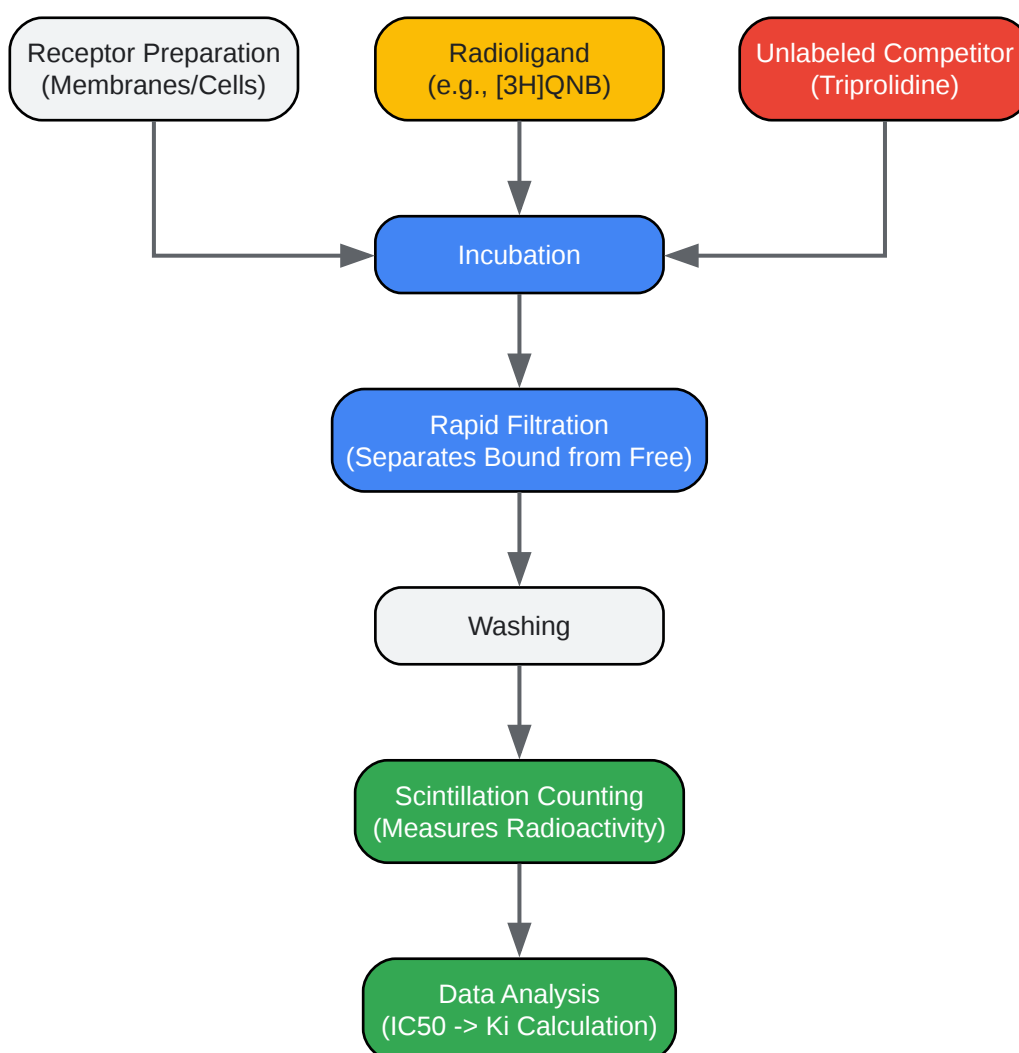 Receptor Preparation
(Membranes/Cells)
Radioligand
(e.g., [3H]QNB)
Unlabeled Competitor
(Triprolidine)
Incubation
Rapid Filtration
(Separates Bound from Free)
Washing
Scintillation Counting
(Measures Radioactivity)
Data Analysis
(IC50 -> Ki Calculation)